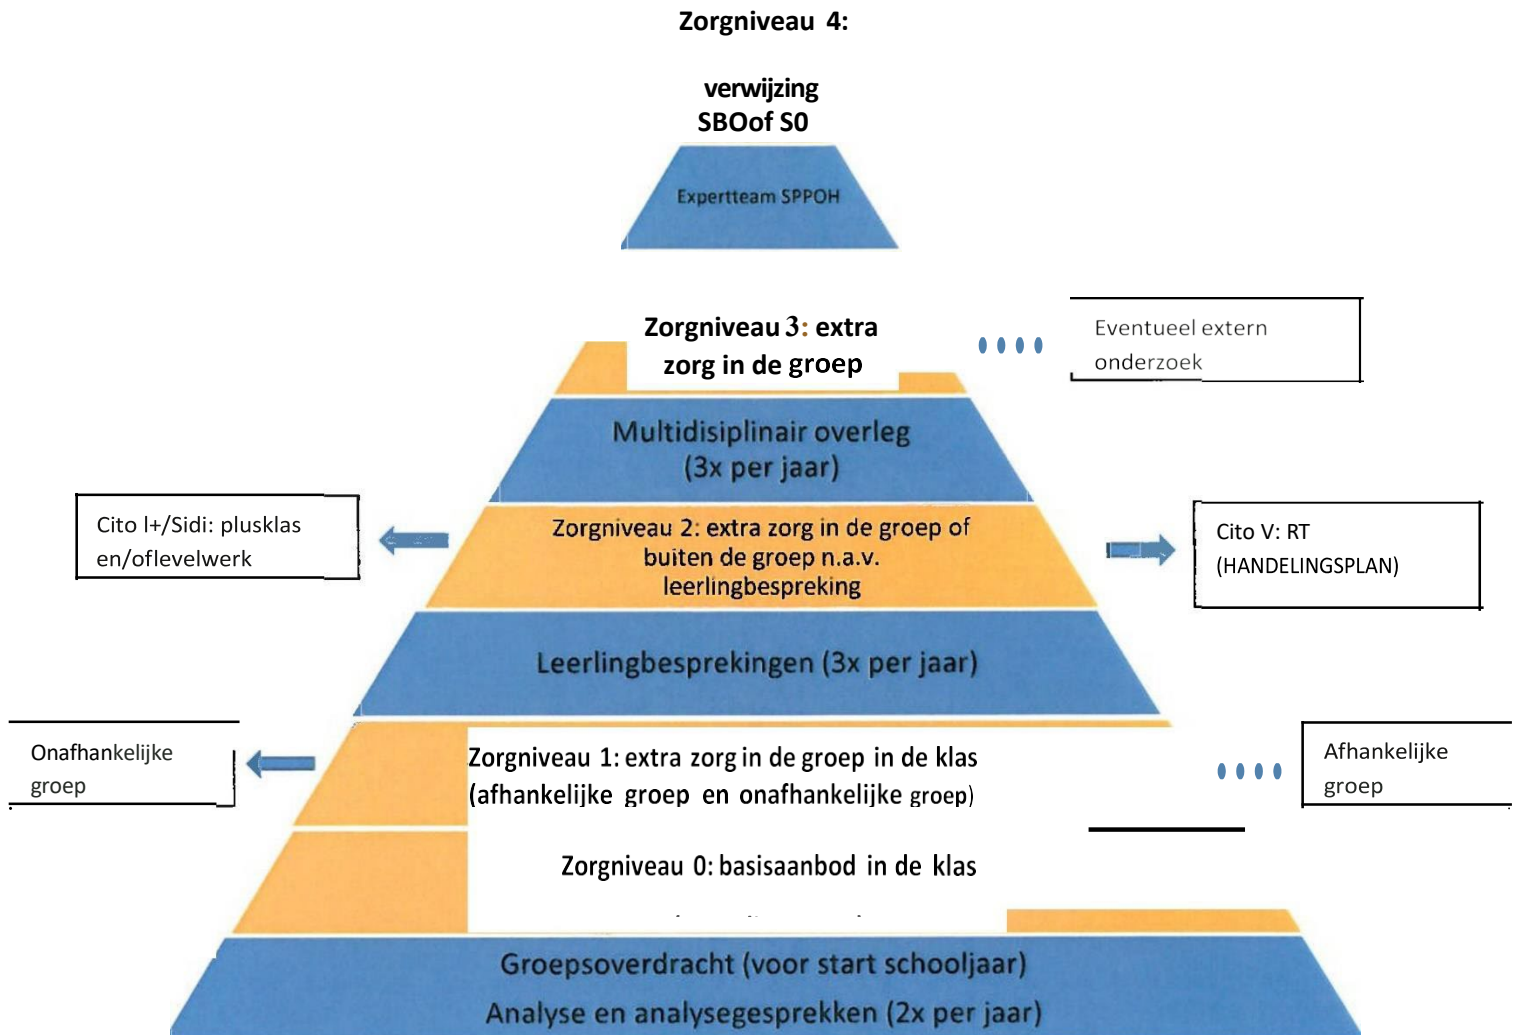 Zorgniveau 4:
verwijzing
SBOof S0
Expertteam SPPOH
Zorgniveau 3: extra
zorg in de groep
Eventueel extern
onderzoek
Multidisiplinair overleg
(3x per jaar)
Cito l+/Sidi: plusklas
en/oflevelwerk
Zorgniveau 2: extra zorg in de groep of
buiten de groep n.a.v.
leerlingbespreking
Cito V: RT
(HANDELINGSPLAN)
Leerlingbesprekingen (3x per jaar)
Onafhankelijke
groep
Zorgniveau 1: extra zorg in de groep in de klas
(afhankelijke groep en onafhankelijke groep)
Afhankelijke
groep
Zorgniveau 0: basisaanbod in de klas
Groepsoverdracht (voor start schooljaar)
Analyse en analysegesprekken (2x per jaar)